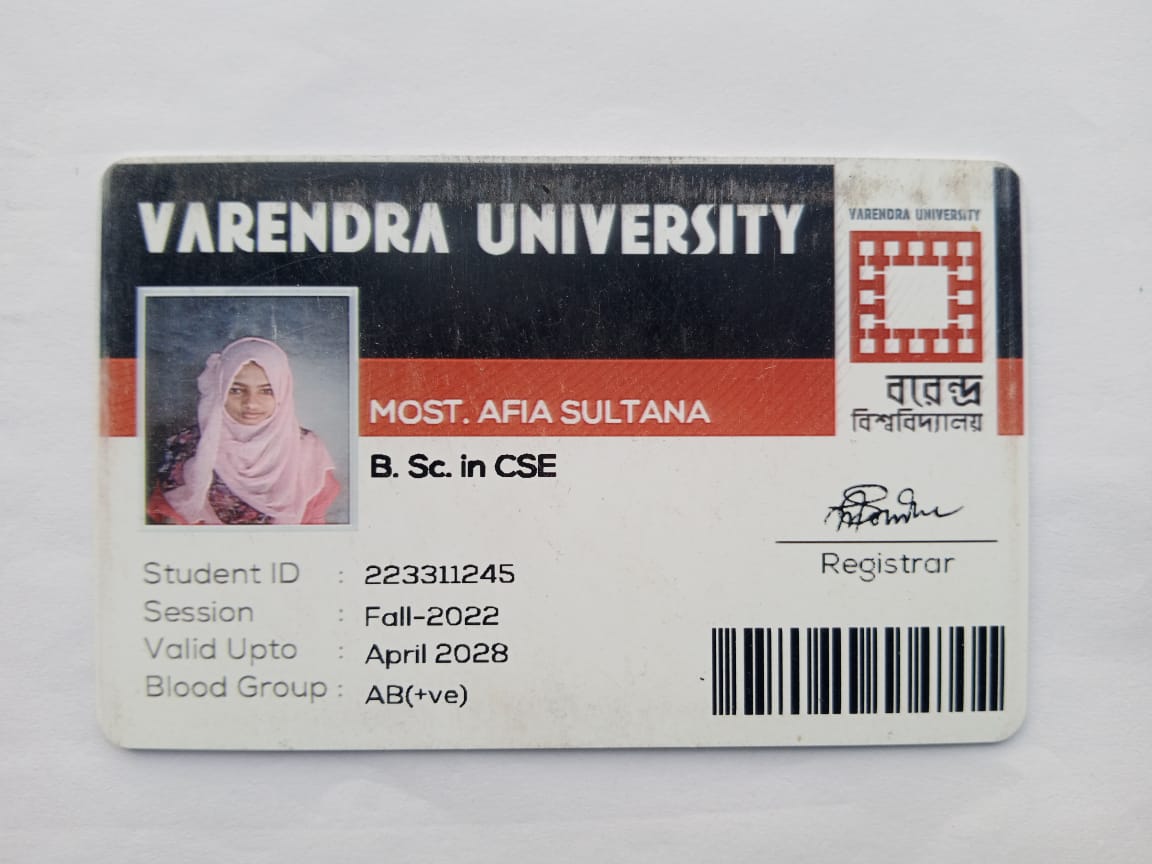 VARENDRA UNIVERSITY
VARENDRA UNIVERSITY
বরেন্দ্র
বিশ্ববিদ্যালয়
MOST. AFIA SULTANA
B. Sc. in CSE
Registrar
Student ID : 223311245
Session : Fall-2022
Valid Upto : April 2028
Blood Group : AB(+ve)